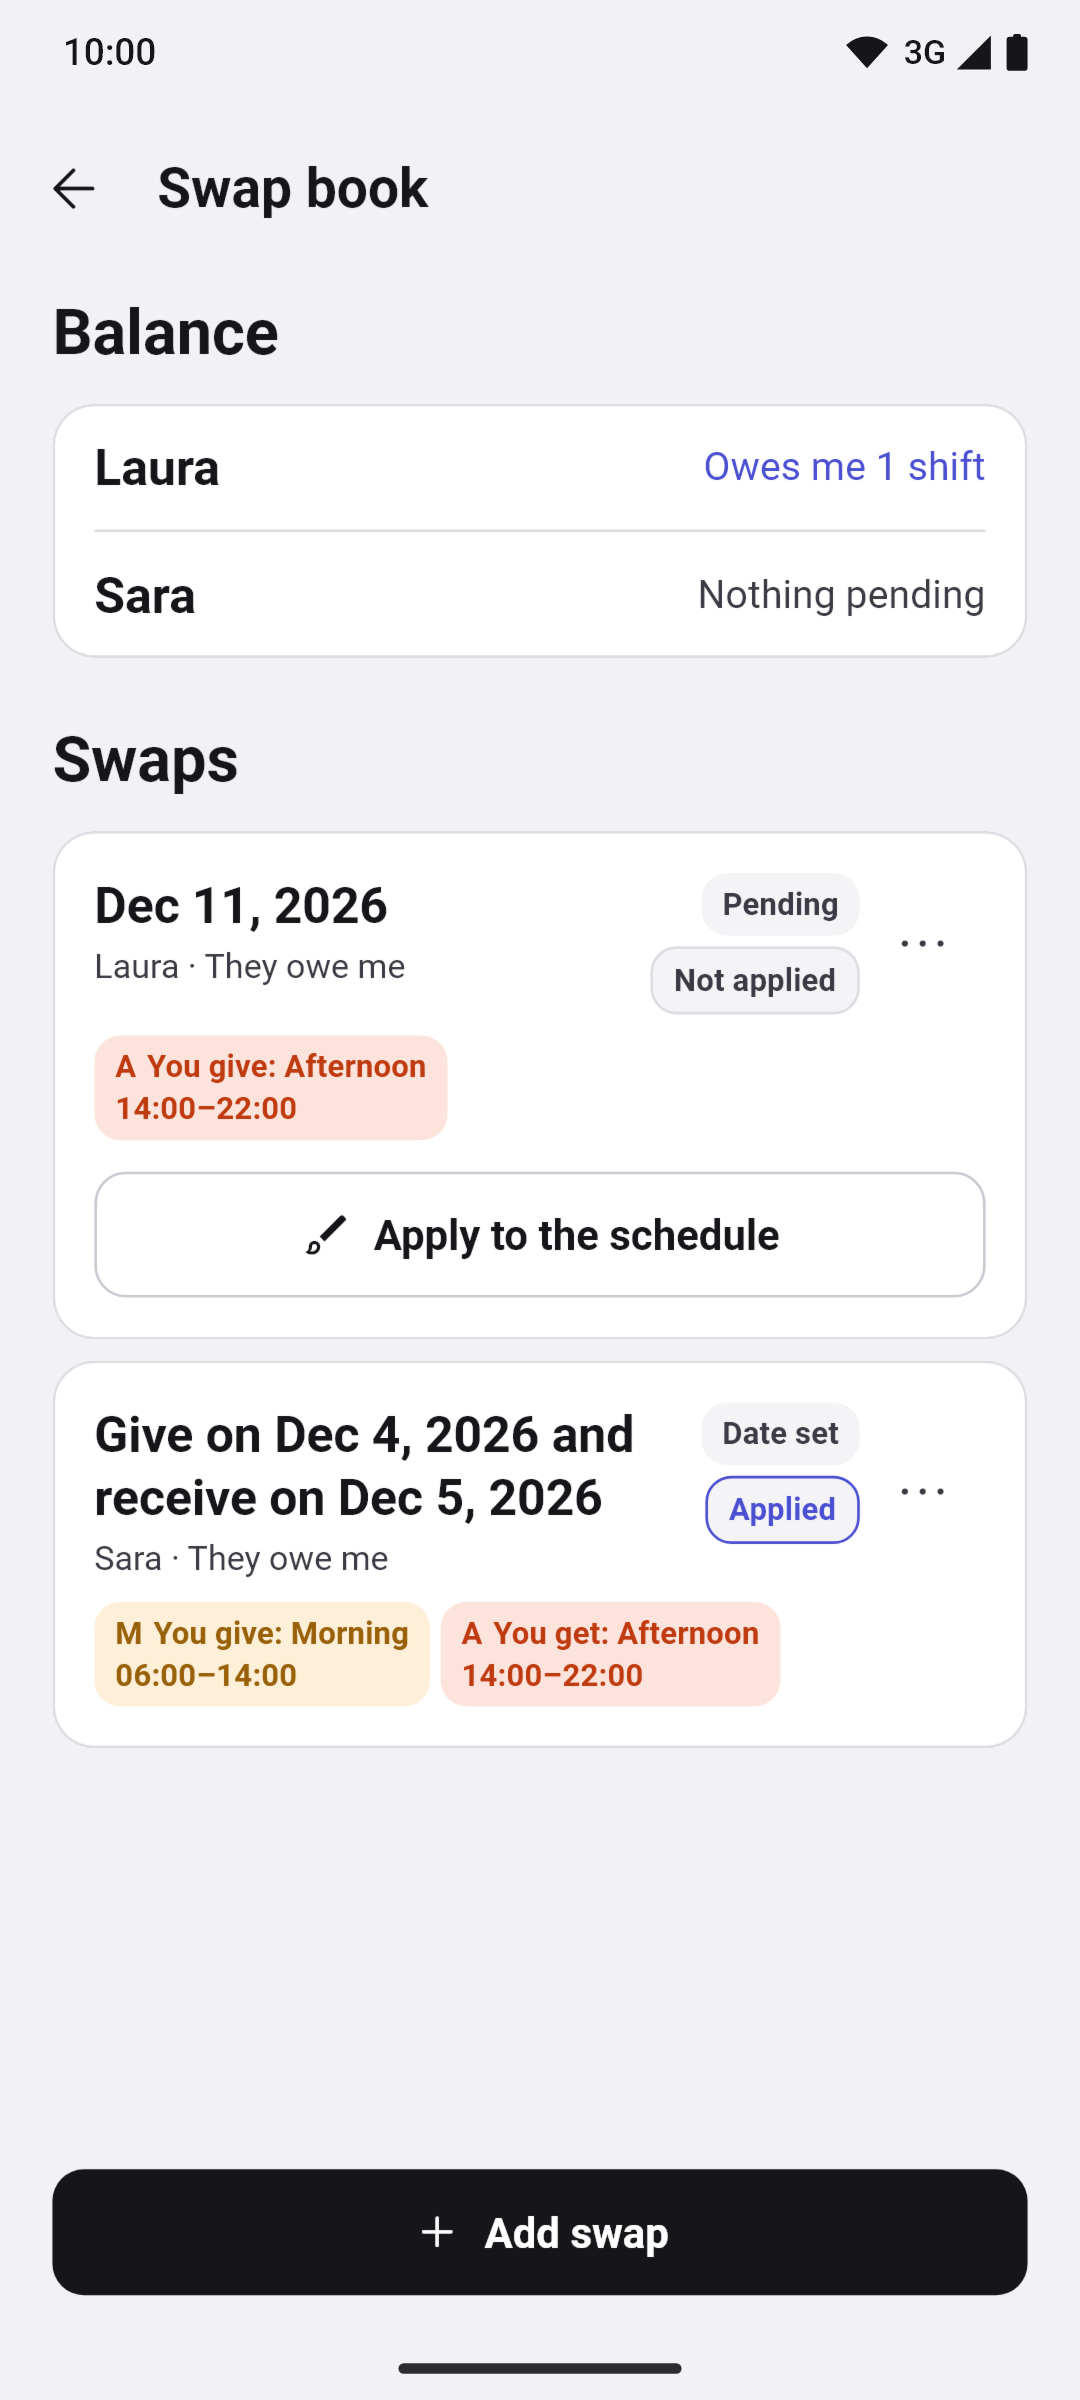 10:00
3G
Swap book
Balance
Laura
Owes me 1 shift
Sara
Nothing pending
Swaps
Dec 11, 2026
Pending
Laura · They owe me
Not applied
A You give: Afternoon
14:00–22:00
Apply to the schedule
Give on Dec 4, 2026 and
receive on Dec 5, 2026
Date set
Applied
Sara · They owe me
M You give: Morning
06:00–14:00
A You get: Afternoon
14:00–22:00
Add swap